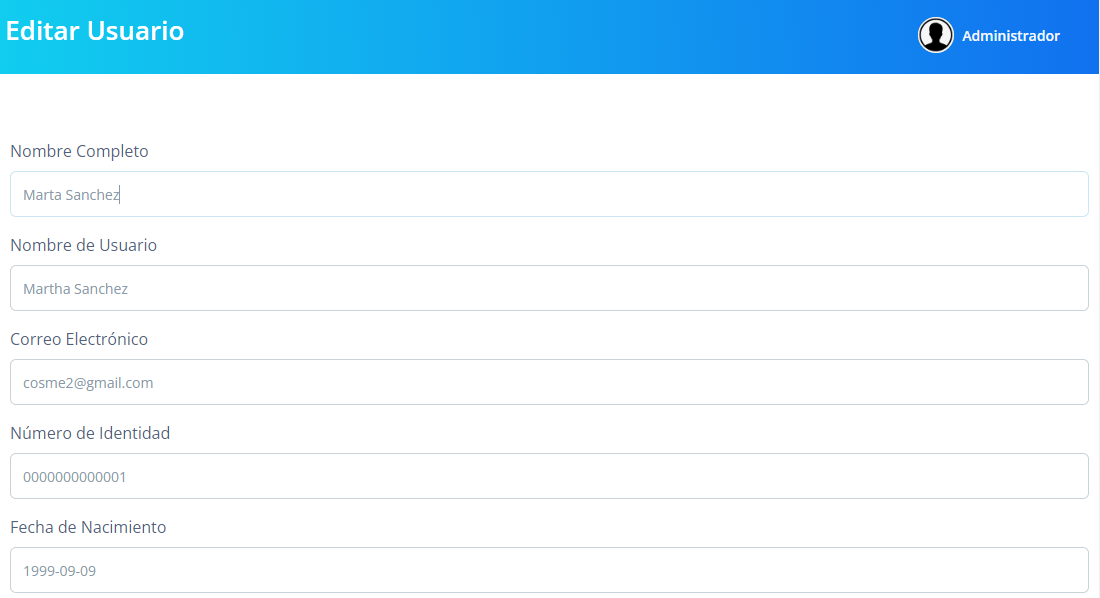 Editar Usuario
Administrador
Nombre Completo
Marta Sanchez
Nombre de Usuario
Martha Sanchez
Correo Electrónico
cosme2@gmail.com
Número de Identidad
0000000000001
Fecha de Nacimiento
1999-09-09